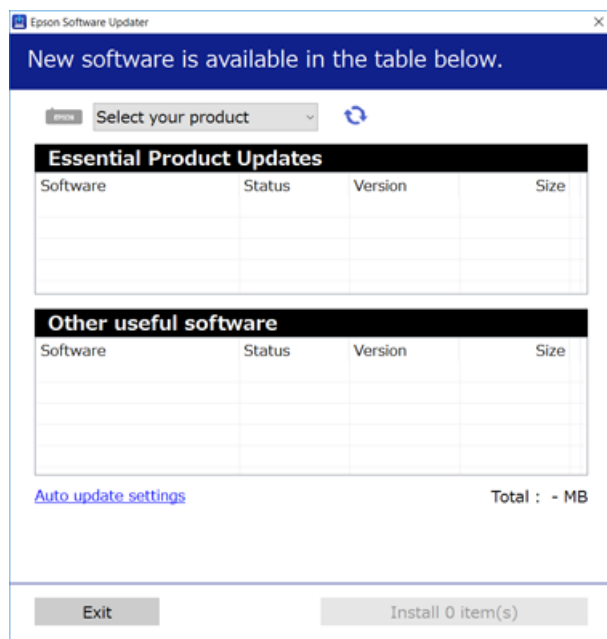 Epson Software Updater
New software is available in the table below.
EPSON Select your product
Essential Product Updates
Software Status Version Size
Other useful software
Software Status Version Size
Auto update settings Total : - MB
Exit Install 0 item(s)